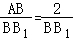 AB/BB₁ = 2/BB₁